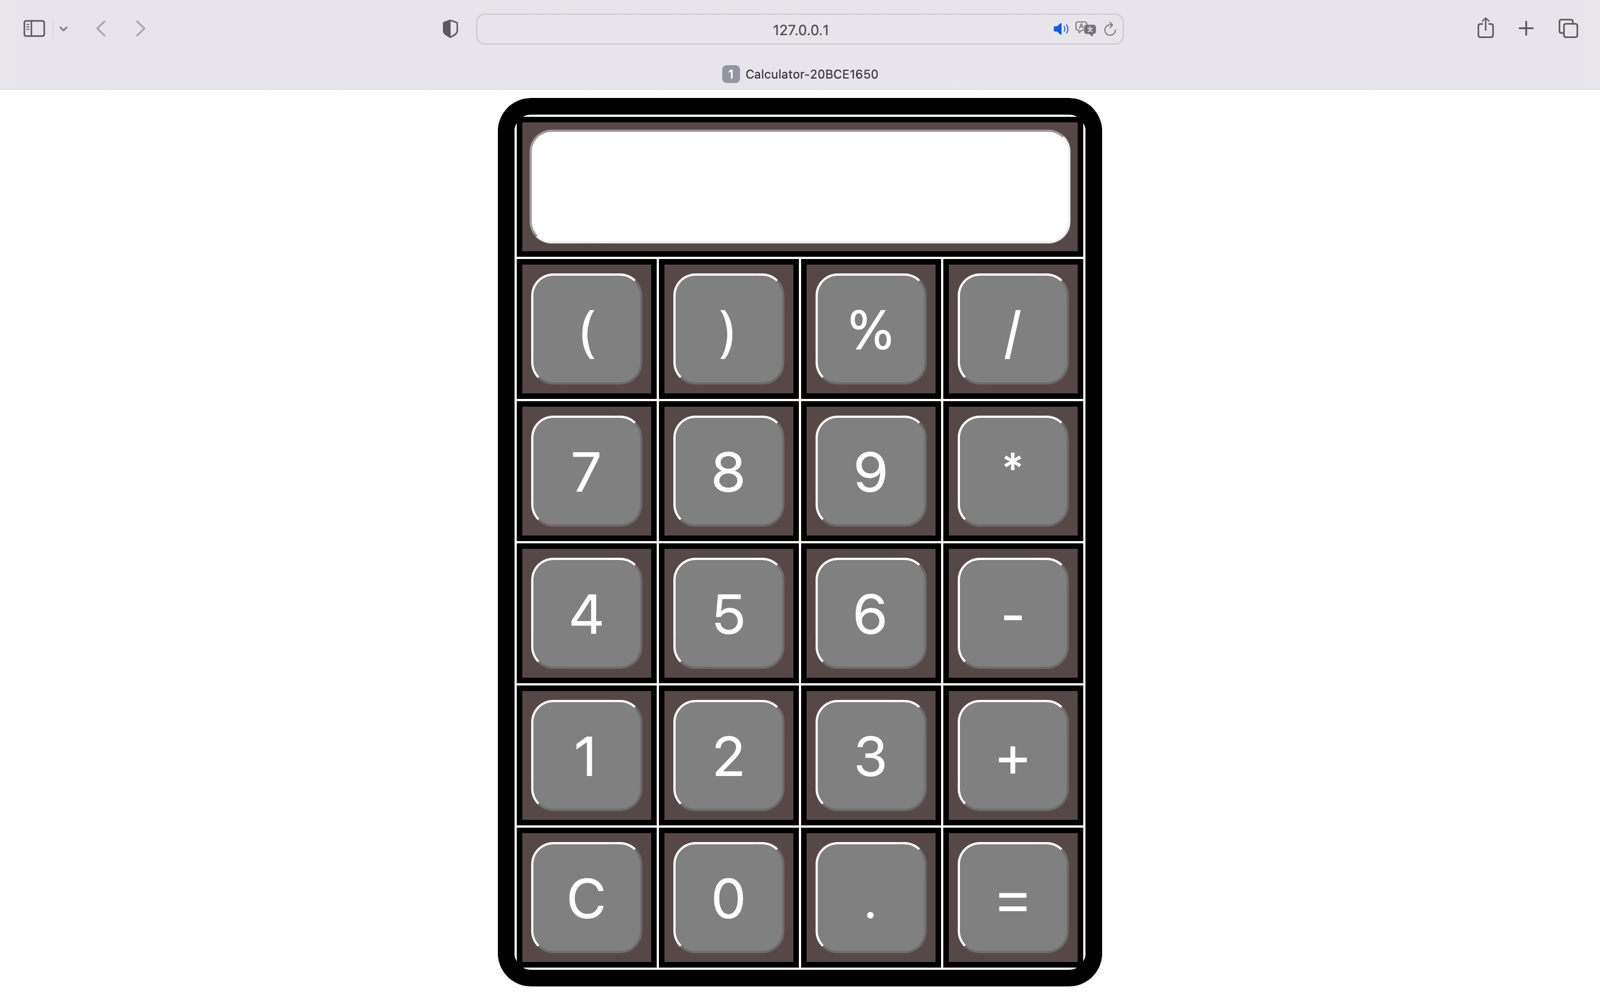 127.0.0.1
1 Calculator-20BCE1650
( ) % /
7 8 9 *
4 5 6 -
1 2 3 +
C 0 . =